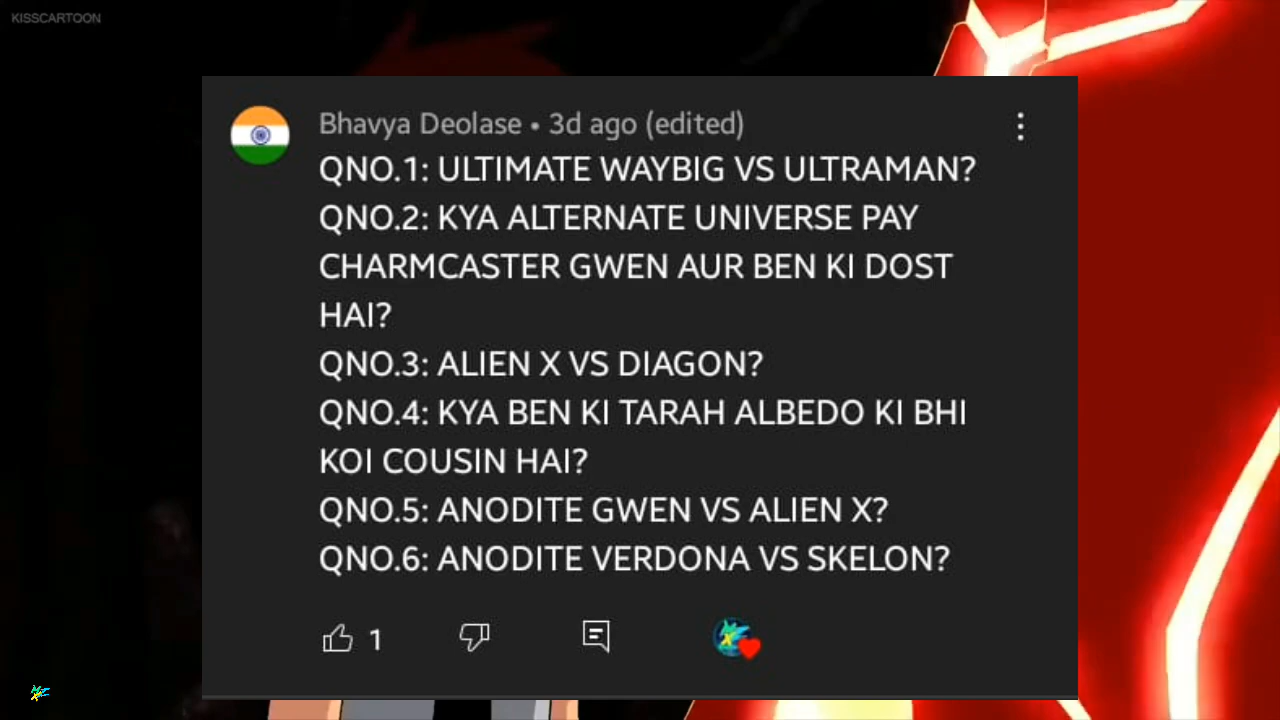 KISSCARTOON
Bhavya Deolase • 3d ago (edited)
QNO.1: ULTIMATE WAYBIG VS ULTRAMAN?
QNO.2: KYA ALTERNATE UNIVERSE PAY
CHARMCASTER GWEN AUR BEN KI DOST
HAI?
QNO.3: ALIEN X VS DIAGON?
QNO.4: KYA BEN KI TARAH ALBEDO KI BHI
KOI COUSIN HAI?
QNO.5: ANODITE GWEN VS ALIEN X?
QNO.6: ANODITE VERDONA VS SKELON?
1